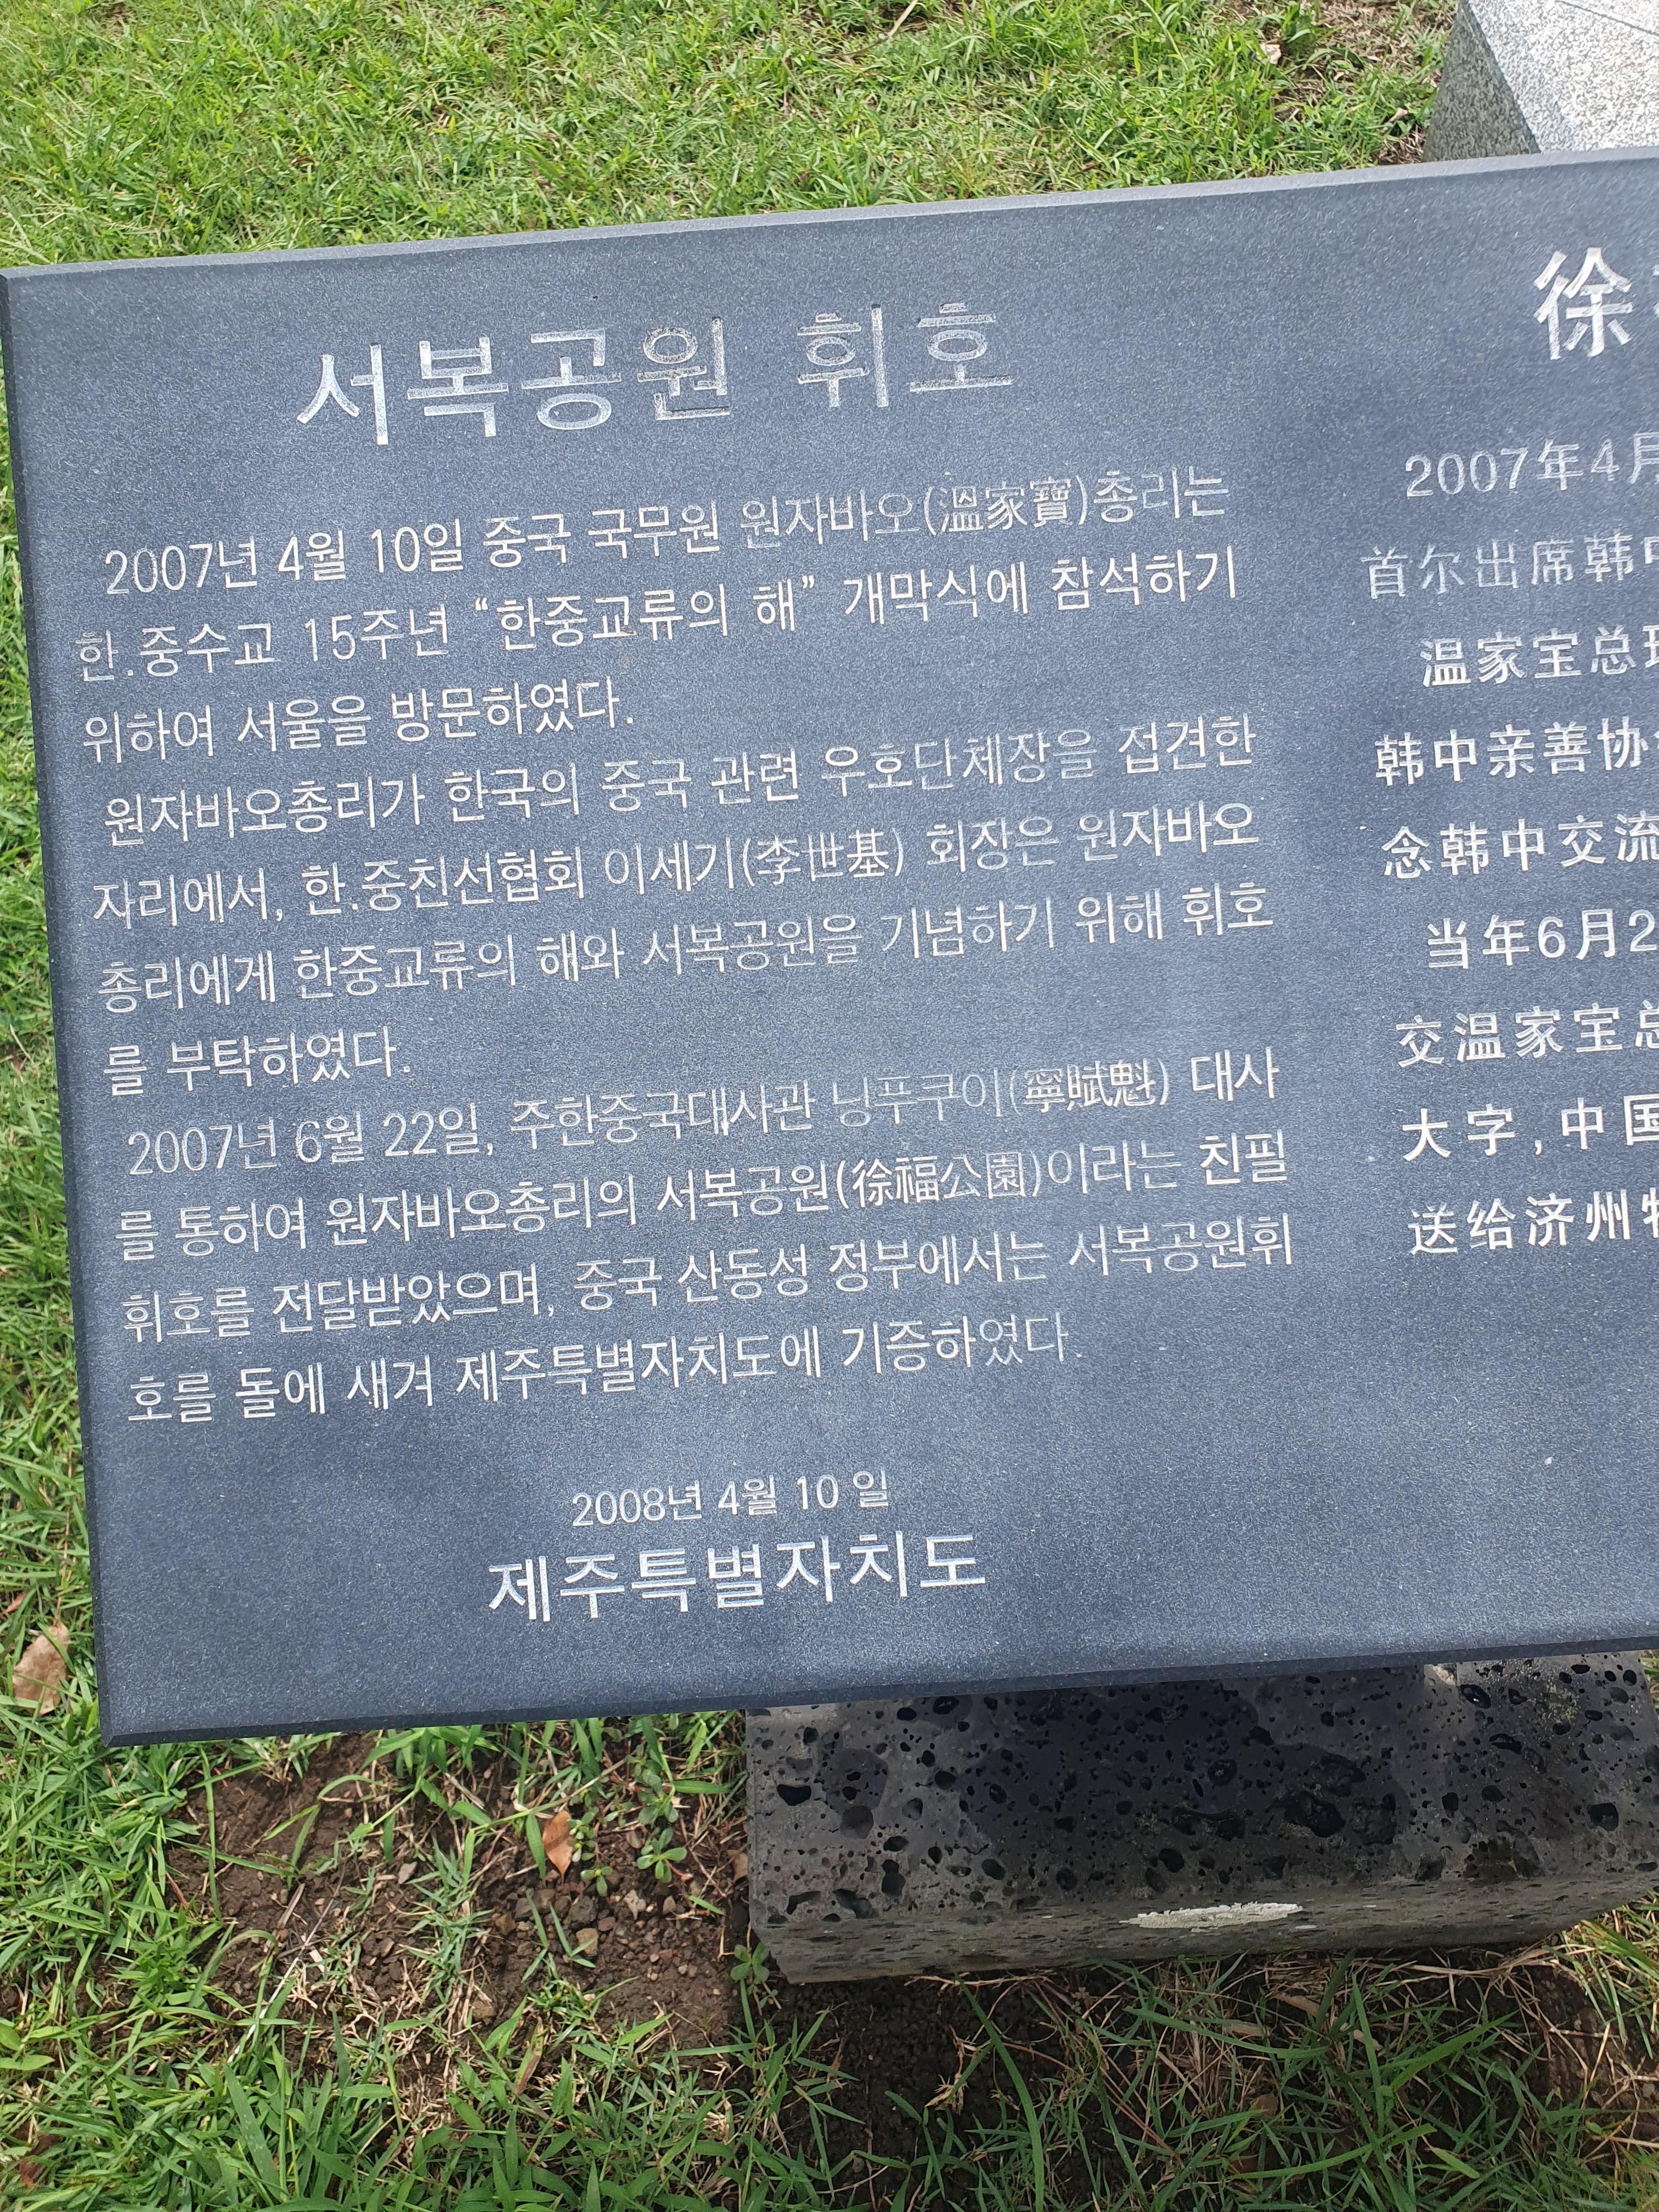 서복공원 휘호
2007년 4월 10일 중국 국무원 원자바오(溫家寶)총리는
한.중수교 15주년 “한중교류의 해” 개막식에 참석하기
위하여 서울을 방문하였다.
원자바오총리가 한국의 중국 관련 우호단체장을 접견한
자리에서, 한.중친선협회 이세기(李世基) 회장은 원자바오
총리에게 한중교류의 해와 서복공원을 기념하기 위해 휘호
를 부탁하였다.
2007년 6월 22일, 주한중국대사관 닝푸쿠이(寧賦魁) 대사
를 통하여 원자바오총리의 서복공원(徐福公園)이라는 친필
휘호를 전달받았으며, 중국 산동성 정부에서는 서복공원휘
호를 돌에 새겨 제주특별자치도에 기증하였다.
2008년 4월 10일
제주특별자치도
徐
2007年4月
首尔出席韩
温家宝总
韩中亲善协
念韩中交流
当年6月2
交温家宝总
大字,中国
送给济州特